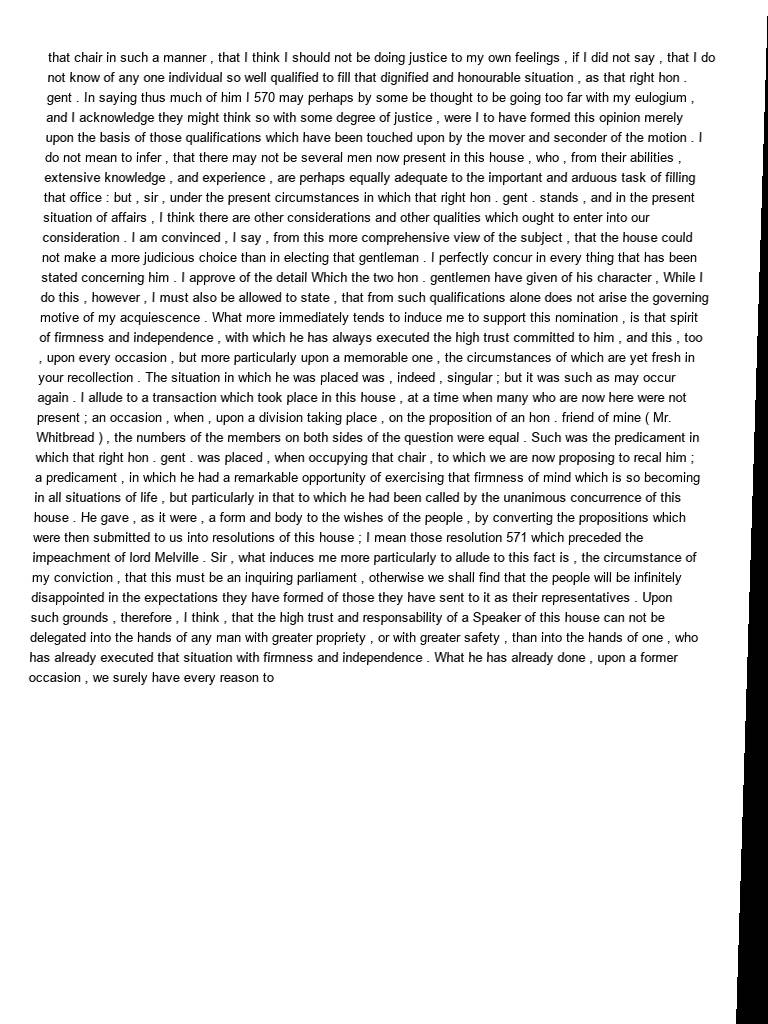 that chair in such a manner , that I think I should not be doing justice to my own feelings , if I did not say , that I do
not know of any one individual so well qualified to fill that dignified and honourable situation , as that right hon .
gent . In saying thus much of him I 570 may perhaps by some be thought to be going too far with my eulogium ,
and I acknowledge they might think so with some degree of justice , were I to have formed this opinion merely
upon the basis of those qualifications which have been touched upon by the mover and seconder of the motion . I
do not mean to infer , that there may not be several men now present in this house , who , from their abilities ,
extensive knowledge , and experience , are perhaps equally adequate to the important and arduous task of filling
that office : but , sir , under the present circumstances in which that right hon . gent . stands , and in the present
situation of affairs , I think there are other considerations and other qualities which ought to enter into our
consideration . I am convinced , I say , from this more comprehensive view of the subject , that the house could
not make a more judicious choice than in electing that gentleman . I perfectly concur in every thing that has been
stated concerning him . I approve of the detail Which the two hon . gentlemen have given of his character , While I
do this , however , I must also be allowed to state , that from such qualifications alone does not arise the governing
motive of my acquiescence . What more immediately tends to induce me to support this nomination , is that spirit
of firmness and independence , with which he has always executed the high trust committed to him , and this , too
, upon every occasion , but more particularly upon a memorable one , the circumstances of which are yet fresh in
your recollection . The situation in which he was placed was , indeed , singular ; but it was such as may occur
again . I allude to a transaction which took place in this house , at a time when many who are now here were not
present ; an occasion , when , upon a division taking place , on the proposition of an hon . friend of mine ( Mr.
Whitbread ) , the numbers of the members on both sides of the question were equal . Such was the predicament in
which that right hon . gent . was placed , when occupying that chair , to which we are now proposing to recal him ;
a predicament , in which he had a remarkable opportunity of exercising that firmness of mind which is so becoming
in all situations of life , but particularly in that to which he had been called by the unanimous concurrence of this
house . He gave , as it were , a form and body to the wishes of the people , by converting the propositions which
were then submitted to us into resolutions of this house ; I mean those resolution 571 which preceded the
impeachment of lord Melville . Sir , what induces me more particularly to allude to this fact is , the circumstance of
my conviction , that this must be an inquiring parliament , otherwise we shall find that the people will be infinitely
disappointed in the expectations they have formed of those they have sent to it as their representatives . Upon
such grounds , therefore , I think , that the high trust and responsability of a Speaker of this house can not be
delegated into the hands of any man with greater propriety , or with greater safety , than into the hands of one , who
has already executed that situation with firmness and independence . What he has already done , upon a former
occasion , we surely have every reason to